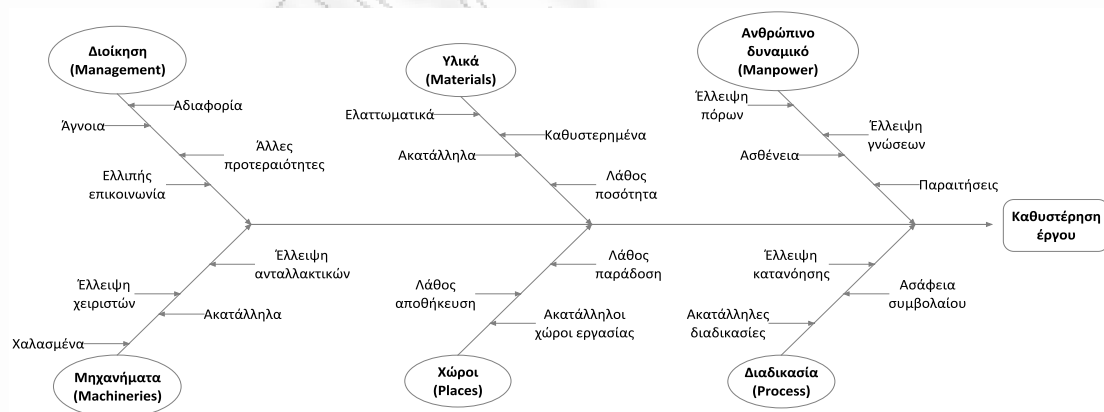 Διοίκηση
(Management)
Υλικά
(Materials)
Ανθρώπινο
δυναμικό
(Manpower)
Αδιαφορία
Άγνοια
Άλλες
προτεραιότητες
Ελλιπής
επικοινωνία
Ελαττωματικά
Καθυστερημένα
Ακατάλληλα
Λάθος
ποσότητα
Έλλειψη
πόρων
Έλλειψη
γνώσεων
Ασθένεια
Παραιτήσεις
Καθυστέρηση
έργου
Έλλειψη
ανταλλακτικών
Έλλειψη
χειριστών
Ακατάλληλα
Χαλασμένα
Λάθος
παράδοση
Λάθος
αποθήκευση
Ακατάλληλοι
χώροι εργασίας
Έλλειψη
κατανόησης
Ασάφεια
συμβολαίου
Ακατάλληλες
διαδικασίες
Μηχανήματα
(Machineries)
Χώροι
(Places)
Διαδικασία
(Process)